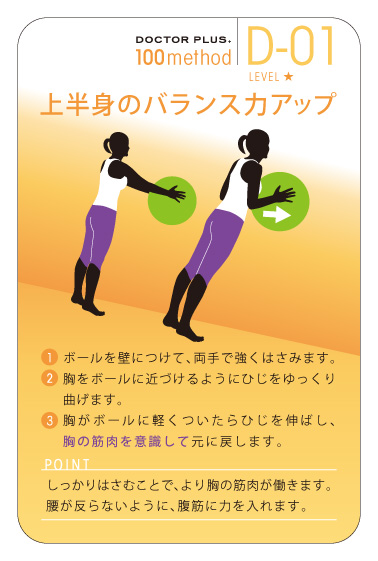 DOCTOR PLUS.
100method
D-01
LEVEL ★
上半身のバランス力アップ
1 ボールを壁につけて、両手で強くはさみます。
2 胸をボールに近づけるようにひじをゆっくり
曲げます。
3 胸がボールに軽くついたらひじを伸ばし、
胸の筋肉を意識して元に戻します。
POINT
しっかりはさむことで、より胸の筋肉が働きます。
腰が反らないように、腹筋に力を入れます。